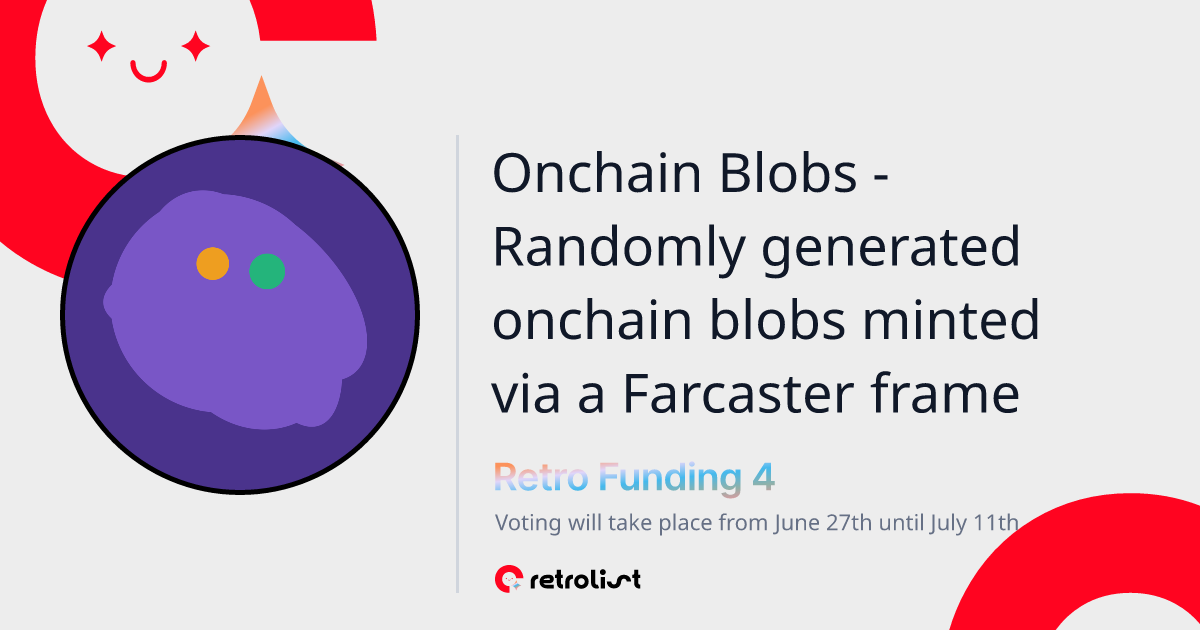 Onchain Blobs -
Randomly generated
onchain blobs minted
via a Farcaster frame
Retro Funding 4
Voting will take place from June 27th until July 11th
retrolist